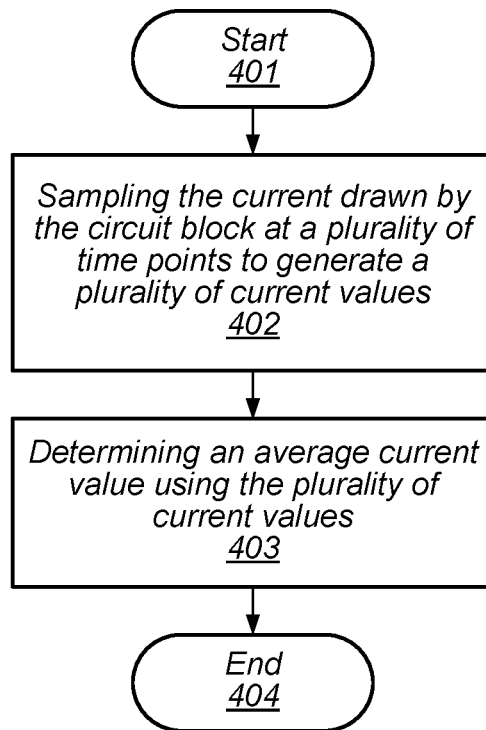 Start
401
Sampling the current drawn by
the circuit block at a plurality of
time points to generate a
plurality of current values
402
Determining an average current
value using the plurality of
current values
403
End
404